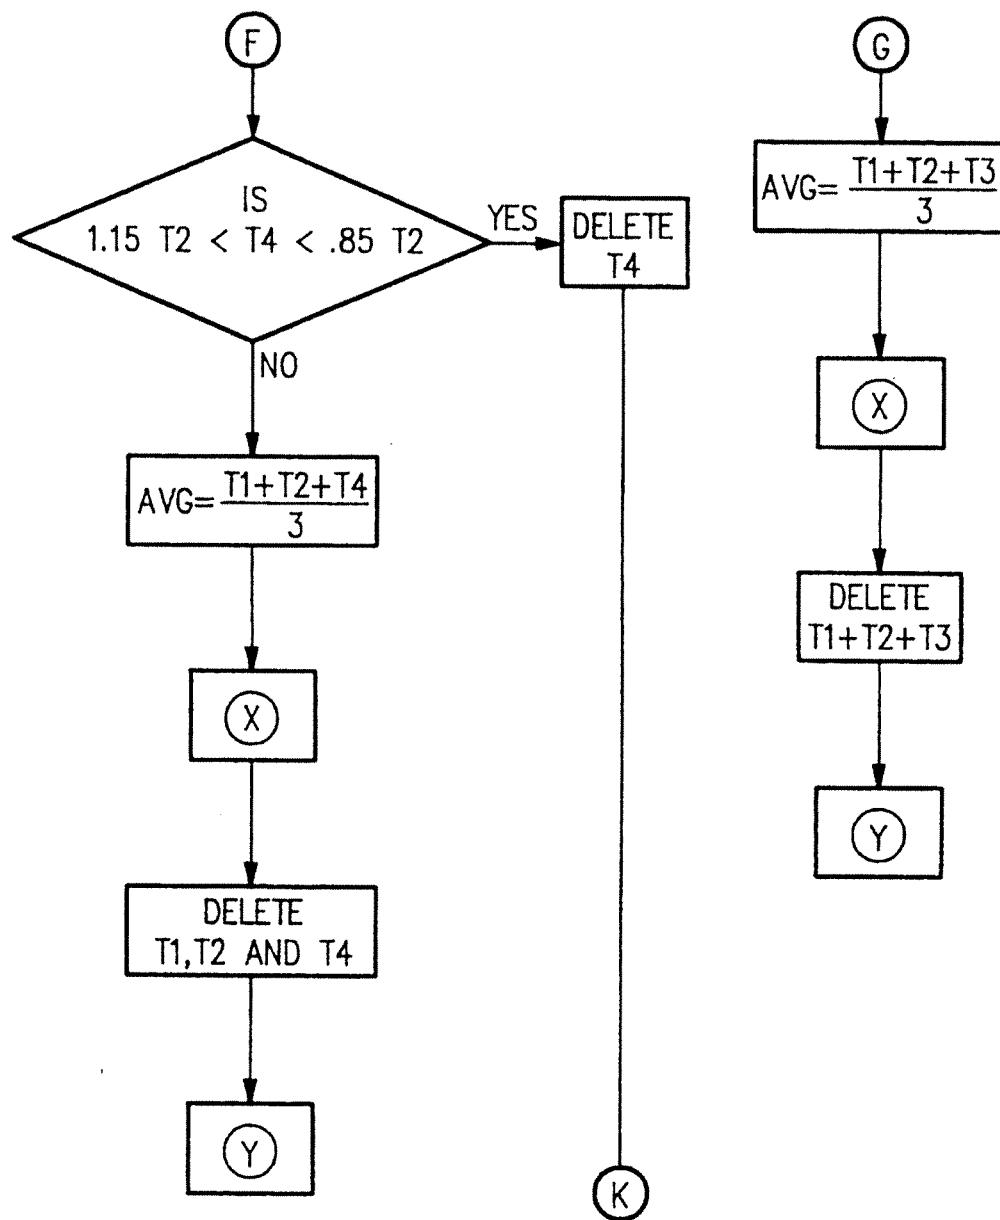 F
IS
1.15 T2 < T4 < .85 T2
YES
DELETE
T4
NO
AVG= T1+T2+T4
3
X
DELETE
T1,T2 AND T4
Y
K
G
AVG= T1+T2+T3
3
X
DELETE
T1+T2+T3
Y